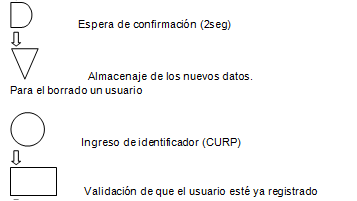 Espera de confirmación (2seg)
Almacenaje de los nuevos datos.
Para el borrado un usuario
Ingreso de identificador (CURP)
Validación de que el usuario esté ya registrado